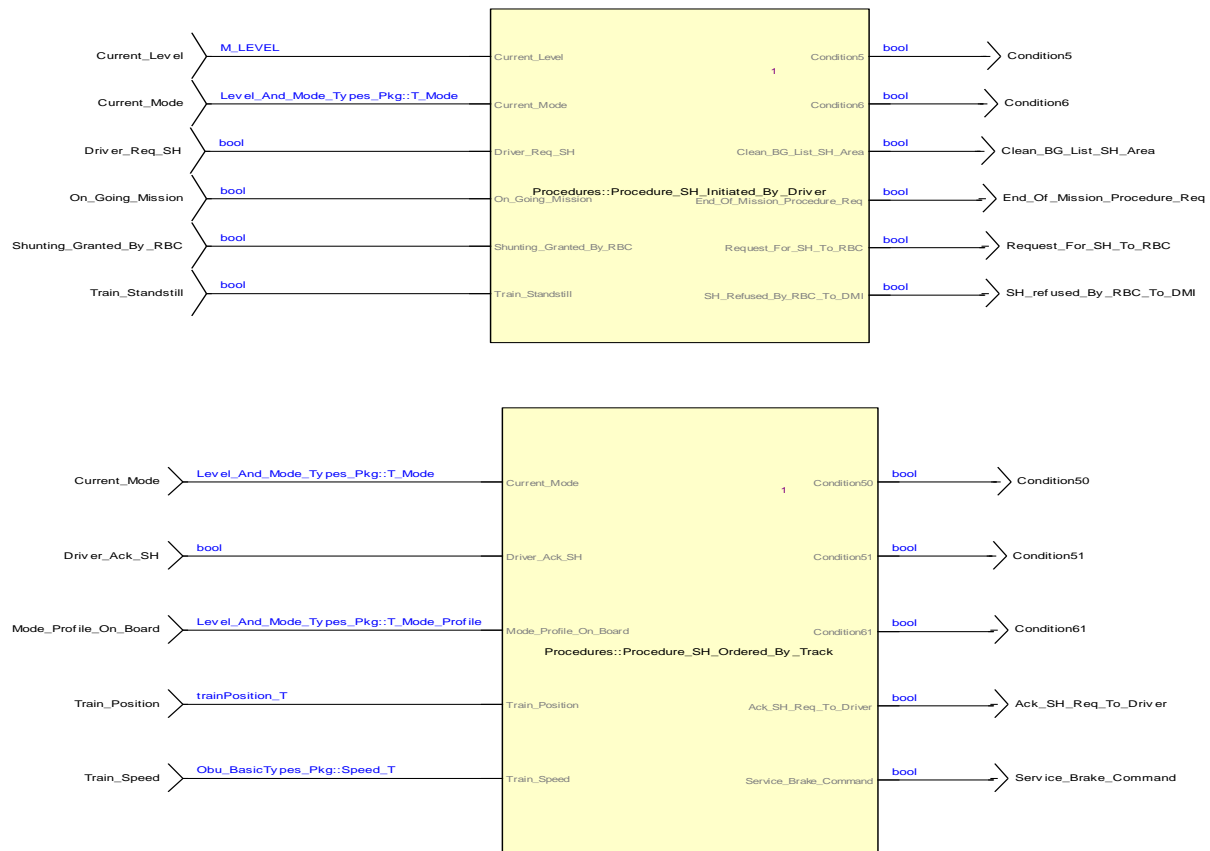 Current_Level M_LEVEL Current_Level Condition5 bool Condition5
1
Current_Mode Level_And_Mode_Types_Pkg::T_Mode Current_Mode Condition6 bool Condition6
Driver_Req_SH bool Driver_Req_SH Clean_BG_List_SH_Area bool Clean_BG_List_SH_Area
Procedures::Procedure_SH_Initiated_By_Driver
On_Going_Mission bool On_Going_Mission End_Of_Mission_Procedure_Req bool End_Of_Mission_Procedure_Req
Shunting_Granted_By_RBC bool Shunting_Granted_By_RBC Request_For_SH_To_RBC bool Request_For_SH_To_RBC
Train_Standstill bool Train_Standstill SH_Refused_By_RBC_To_DMI bool SH_refused_By_RBC_To_DMI
Current_Mode Level_And_Mode_Types_Pkg::T_Mode Current_Mode 1 Condition50 bool Condition50
Driver_Ack_SH bool Driver_Ack_SH Condition51 bool Condition51
Mode_Profile_On_Board Level_And_Mode_Types_Pkg::T_Mode_Profile Mode_Profile_On_Board Condition61 bool Condition61
Procedures::Procedure_SH_Ordered_By_Track
Train_Position trainPosition_T Train_Position Ack_SH_Req_To_Driver bool Ack_SH_Req_To_Driver
Train_Speed Obu_BasicTypes_Pkg::Speed_T Train_Speed Service_Brake_Command bool Service_Brake_Command